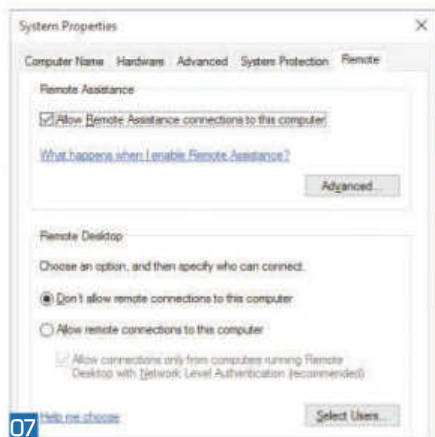 System Properties
Computer Name Hardware Advanced System Protection Remote
Remote Assistance
Allow Remote Assistance connections to this computer
What happens when I enable Remote Assistance?
Advanced...
Remote Desktop
Choose an option, and then specify who can connect.
Don't allow remote connections to this computer
Allow remote connections to this computer
Allow connections only from computers running Remote
Desktop with Network Level Authentication (recommended)
Help me choose
Select Users...
07